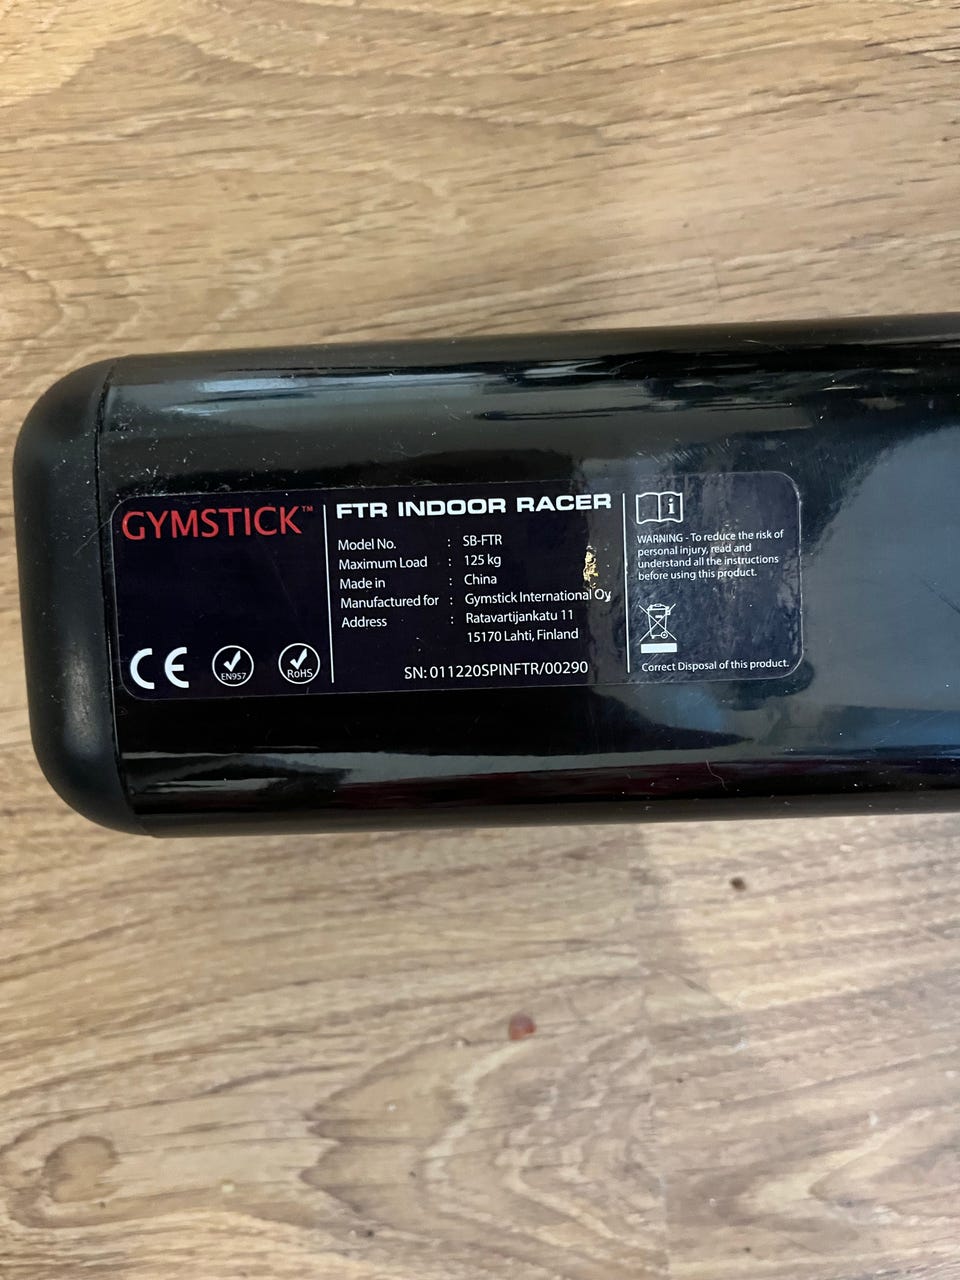 GYMSTICK™
CE
EN957
RoHS
FTR INDOOR RACER
Model No. : SB-FTR
Maximum Load : 125 kg
Made in : China
Manufactured for : Gymstick International Oy
Address : Ratavartijankatu 11
15170 Lahti, Finland
SN: 011220SPINFTR/00290
i
WARNING - To reduce the risk of
personal injury, read and
understand all the instructions
before using this product.
Correct Disposal of this product.